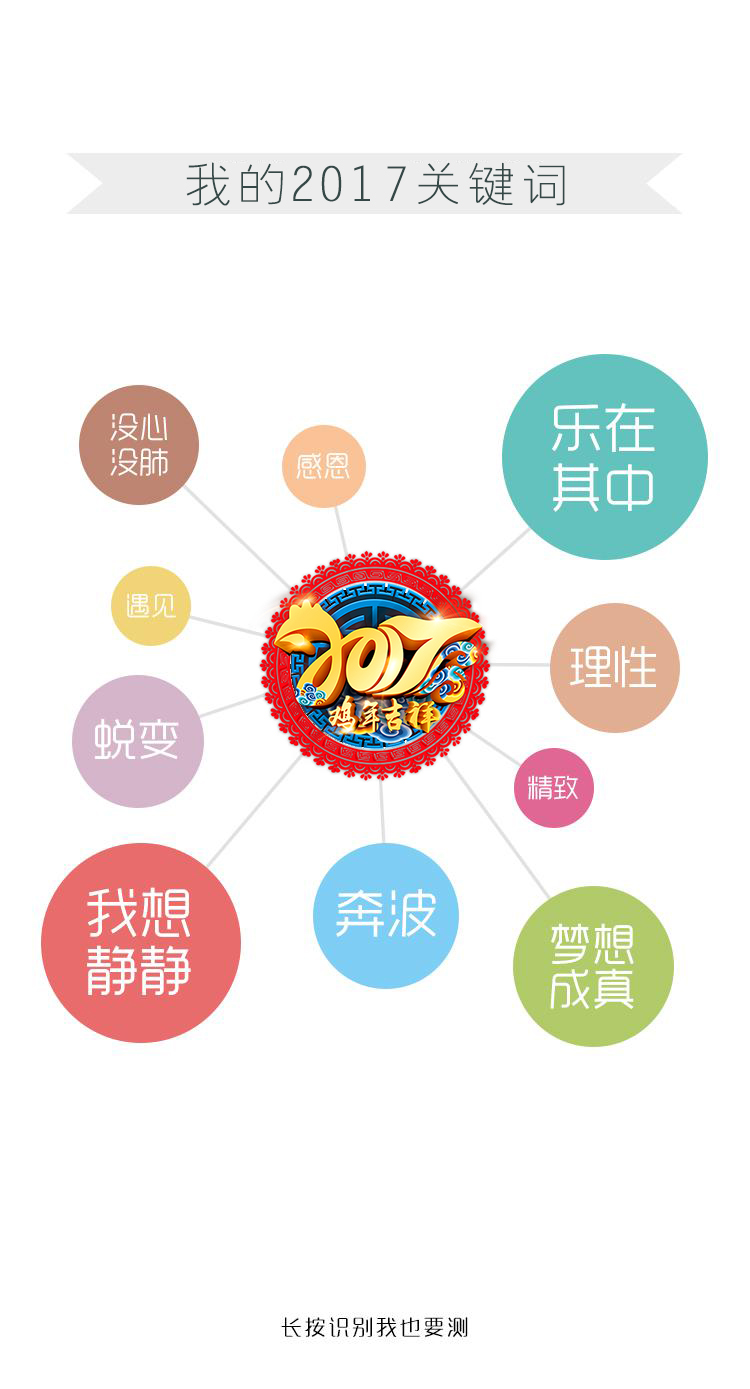 我的2017关键词
没心
没肺
感恩
乐在
其中
遇见
2017
鸡年吉祥
理性
蜕变
精致
我想
静静
奔波
梦想
成真
长按识别我也要测